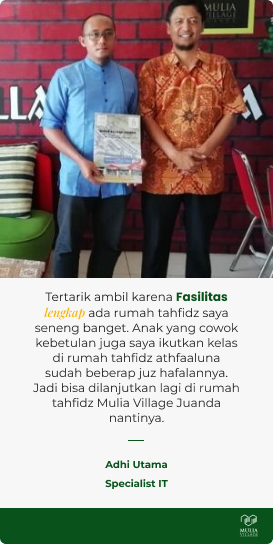 MULIA
VILLAGE
Tertarik ambil karena Fasilitas
lengkap ada rumah tahfidz saya
seneng banget. Anak yang cowok
kebetulan juga saya ikutkan kelas
di rumah tahfidz athfaaluna
sudah beberap juz hafalannya.
Jadi bisa dilanjutkan lagi di rumah
tahfidz Mulia Village Juanda
nantinya.
Adhi Utama
Specialist IT
MULIA
VILLAGE